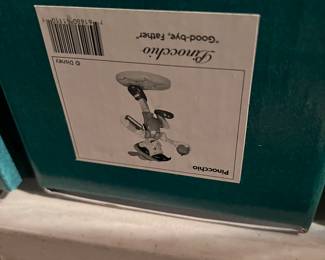 Pinocchio
© Disney
Pinocchio
"Good-bye, Father"